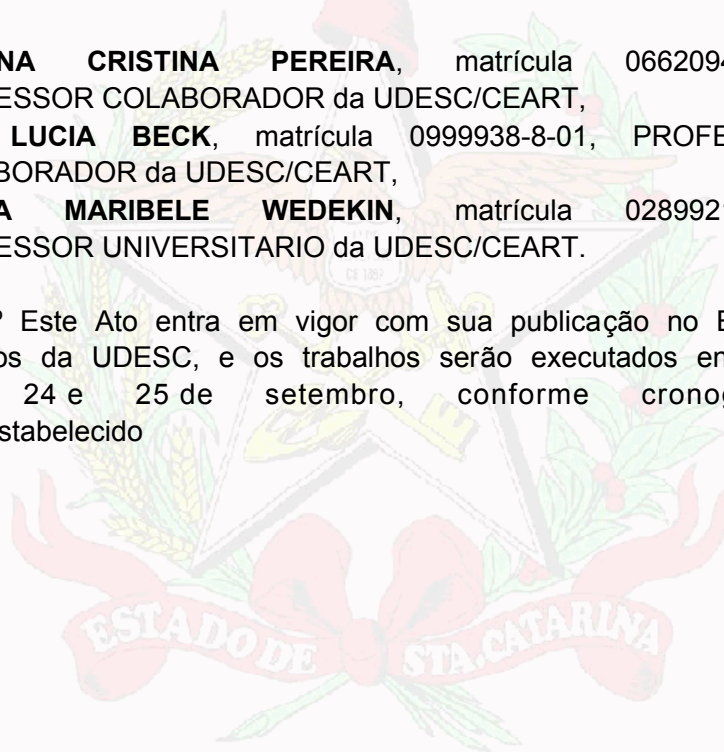 NA CRISTINA PEREIRA, matrícula 066209
ESSOR COLABORADOR da UDESC/CEART,
LUCIA BECK, matrícula 0999938-8-01, PROFE
BORADOR da UDESC/CEART,
A MARIBELE WEDEKIN, matrícula 028992
ESSOR UNIVERSITARIO da UDESC/CEART.
º Este Ato entra em vigor com sua publicação no
os da UDESC, e os trabalhos serão executados en
24 e 25 de setembro, conforme crono
stabelecido
ESTADO DE STA. CATARINA